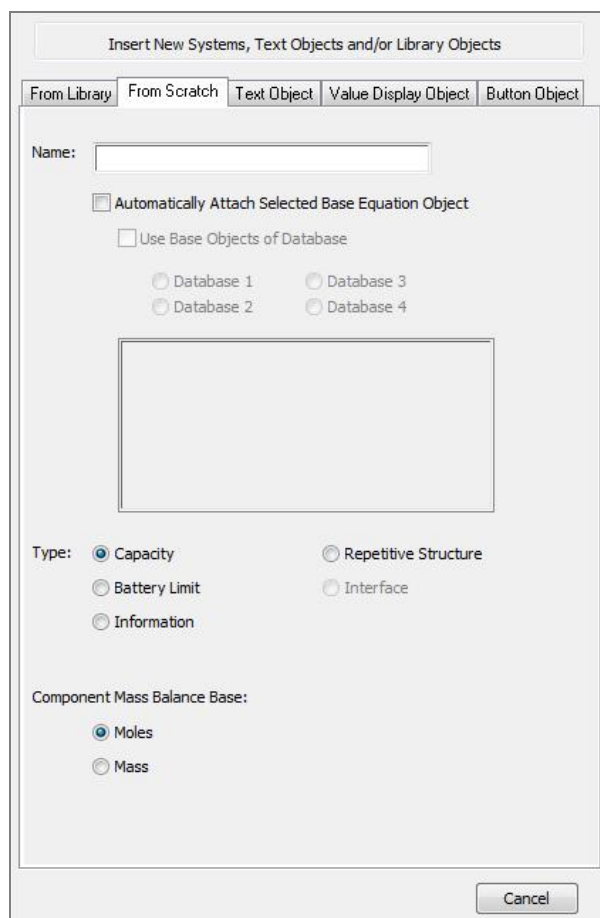 Insert New Systems, Text Objects and/or Library Objects
From Library From Scratch Text Object Value Display Object Button Object
Name:
Automatically Attach Selected Base Equation Object
Use Base Objects of Database
Database 1 Database 3
Database 2 Database 4
Type: Capacity Repetitive Structure
Battery Limit Interface
Information
Component Mass Balance Base:
Moles
Mass
Cancel